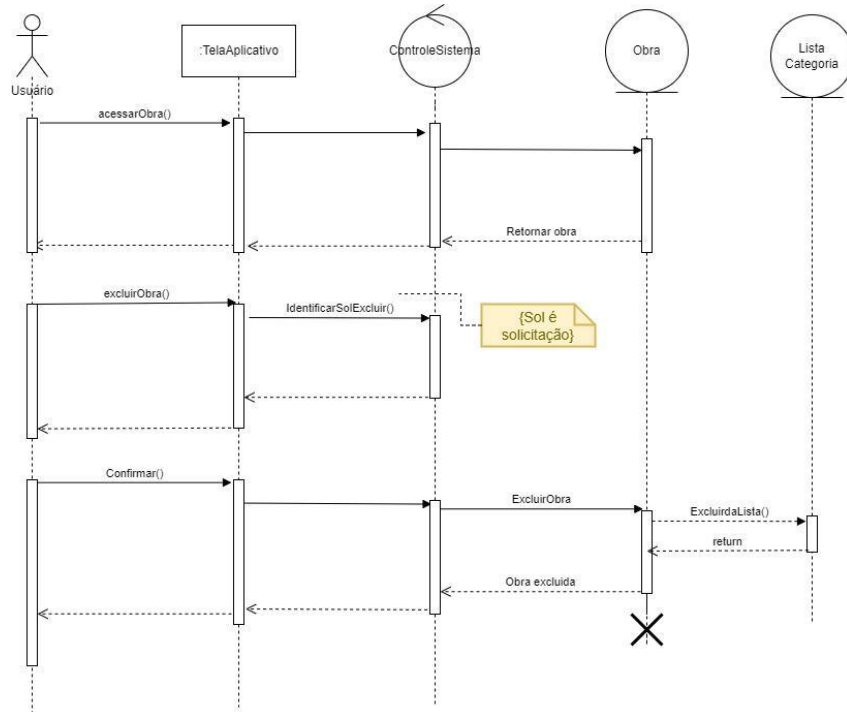 Usuário
:TelaAplicativo
ControleSistema
Obra
Lista
Categoria
acessarObra()
Retornar obra
excluirObra()
IdentificarSolExcluir()
{Sol é
solicitação}
Confirmar()
ExcluirObra
ExcluirdaLista()
return
Obra excluida